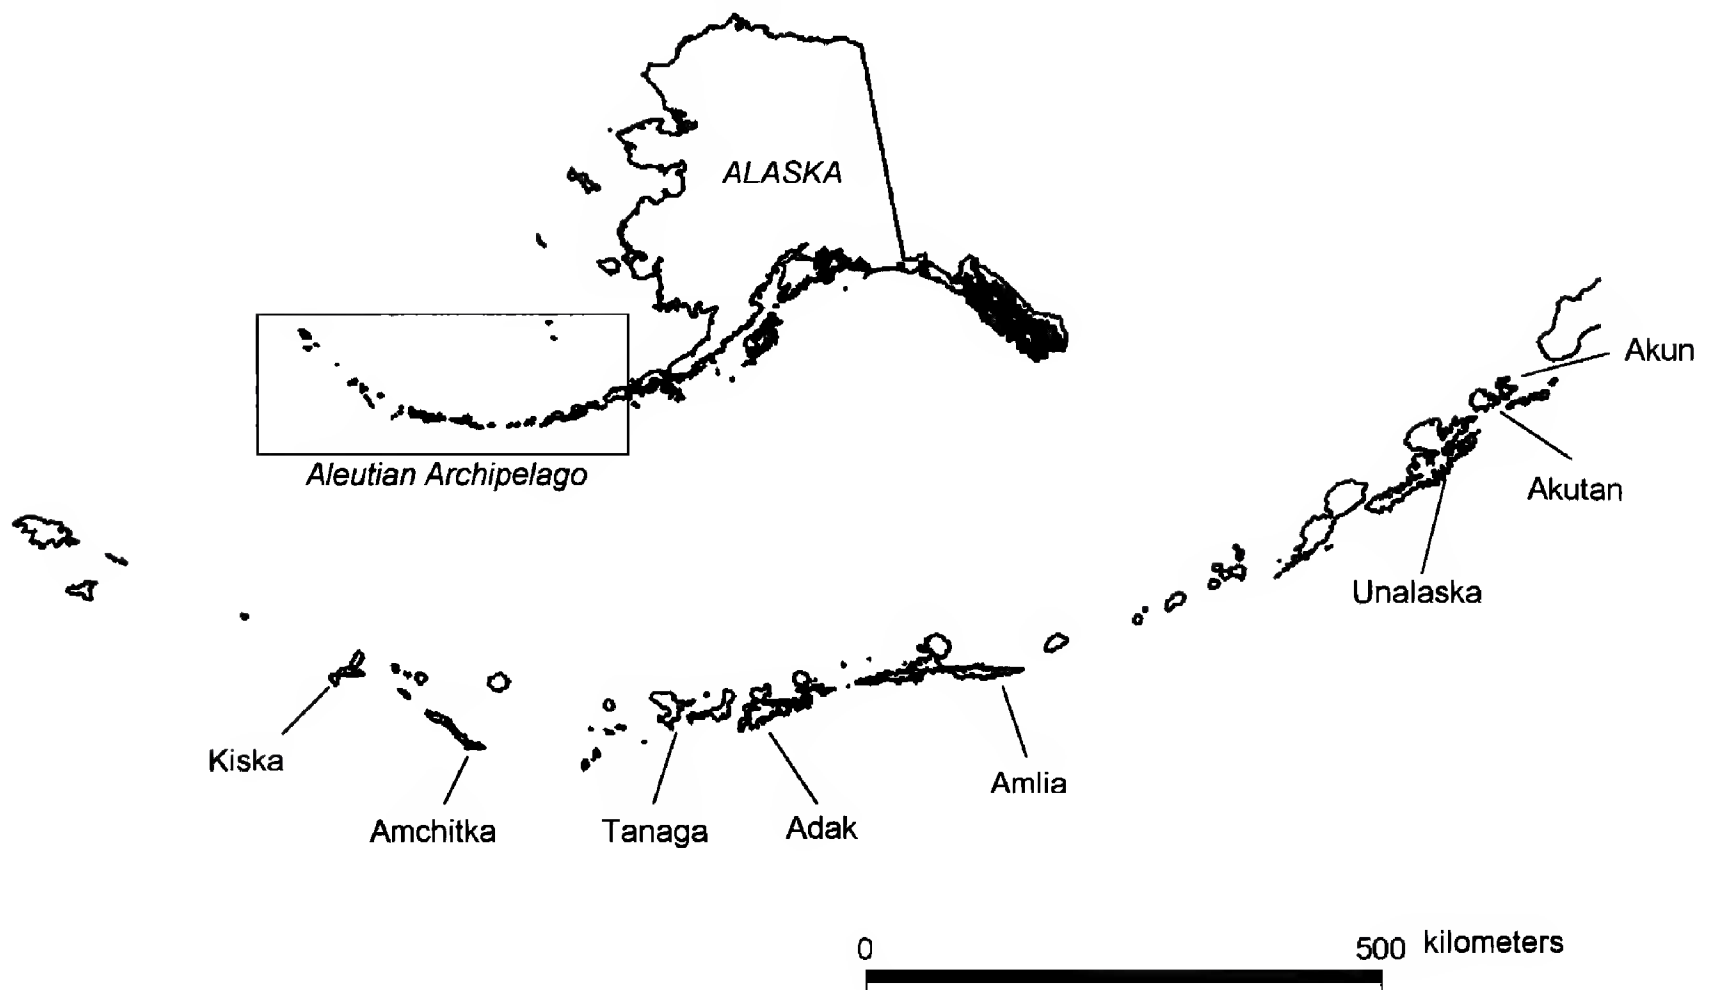 ALASKA
Akun
Aleutian Archipelago
Akutan
Unalaska
Kiska
Amlia
Amchitka
Tanaga
Adak
0 500 kilometers